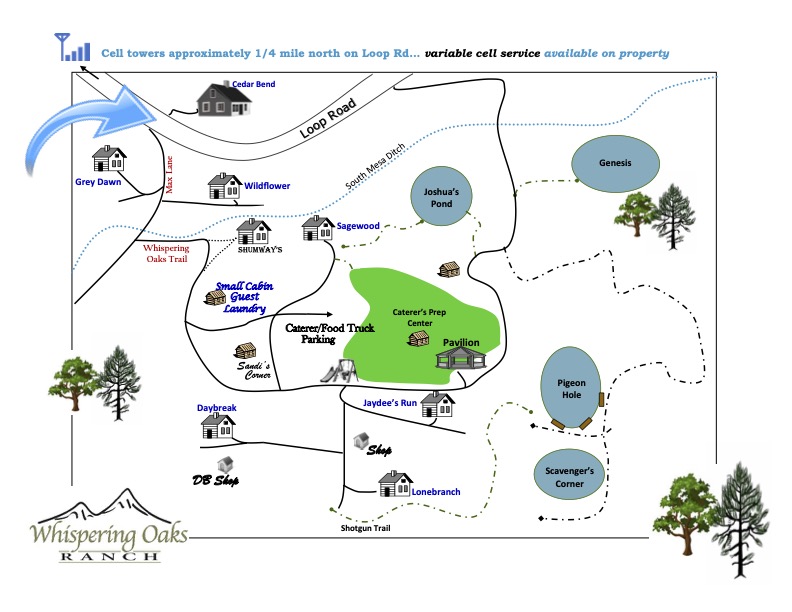 Cell towers approximately 1/4 mile north on Loop Rd... variable cell service available on property
Cedar Bend
Loop Road
Grey Dawn
Max Lane
Wildflower
South Mesa Ditch
Joshua's
Pond
Genesis
Whispering
Oaks Trail
SHUMWAY'S
Sagewood
Small Cabin
Guest
Laundry
Caterer/Food Truck
Parking
Caterer's Prep
Center
Pavilion
Sandi's
Corner
Pigeon
Hole
Daybreak
Jaydee's Run
Shop
DB Shop
Lonebranch
Scavenger's
Corner
Shotgun Trail
Whispering Oaks
RANCH